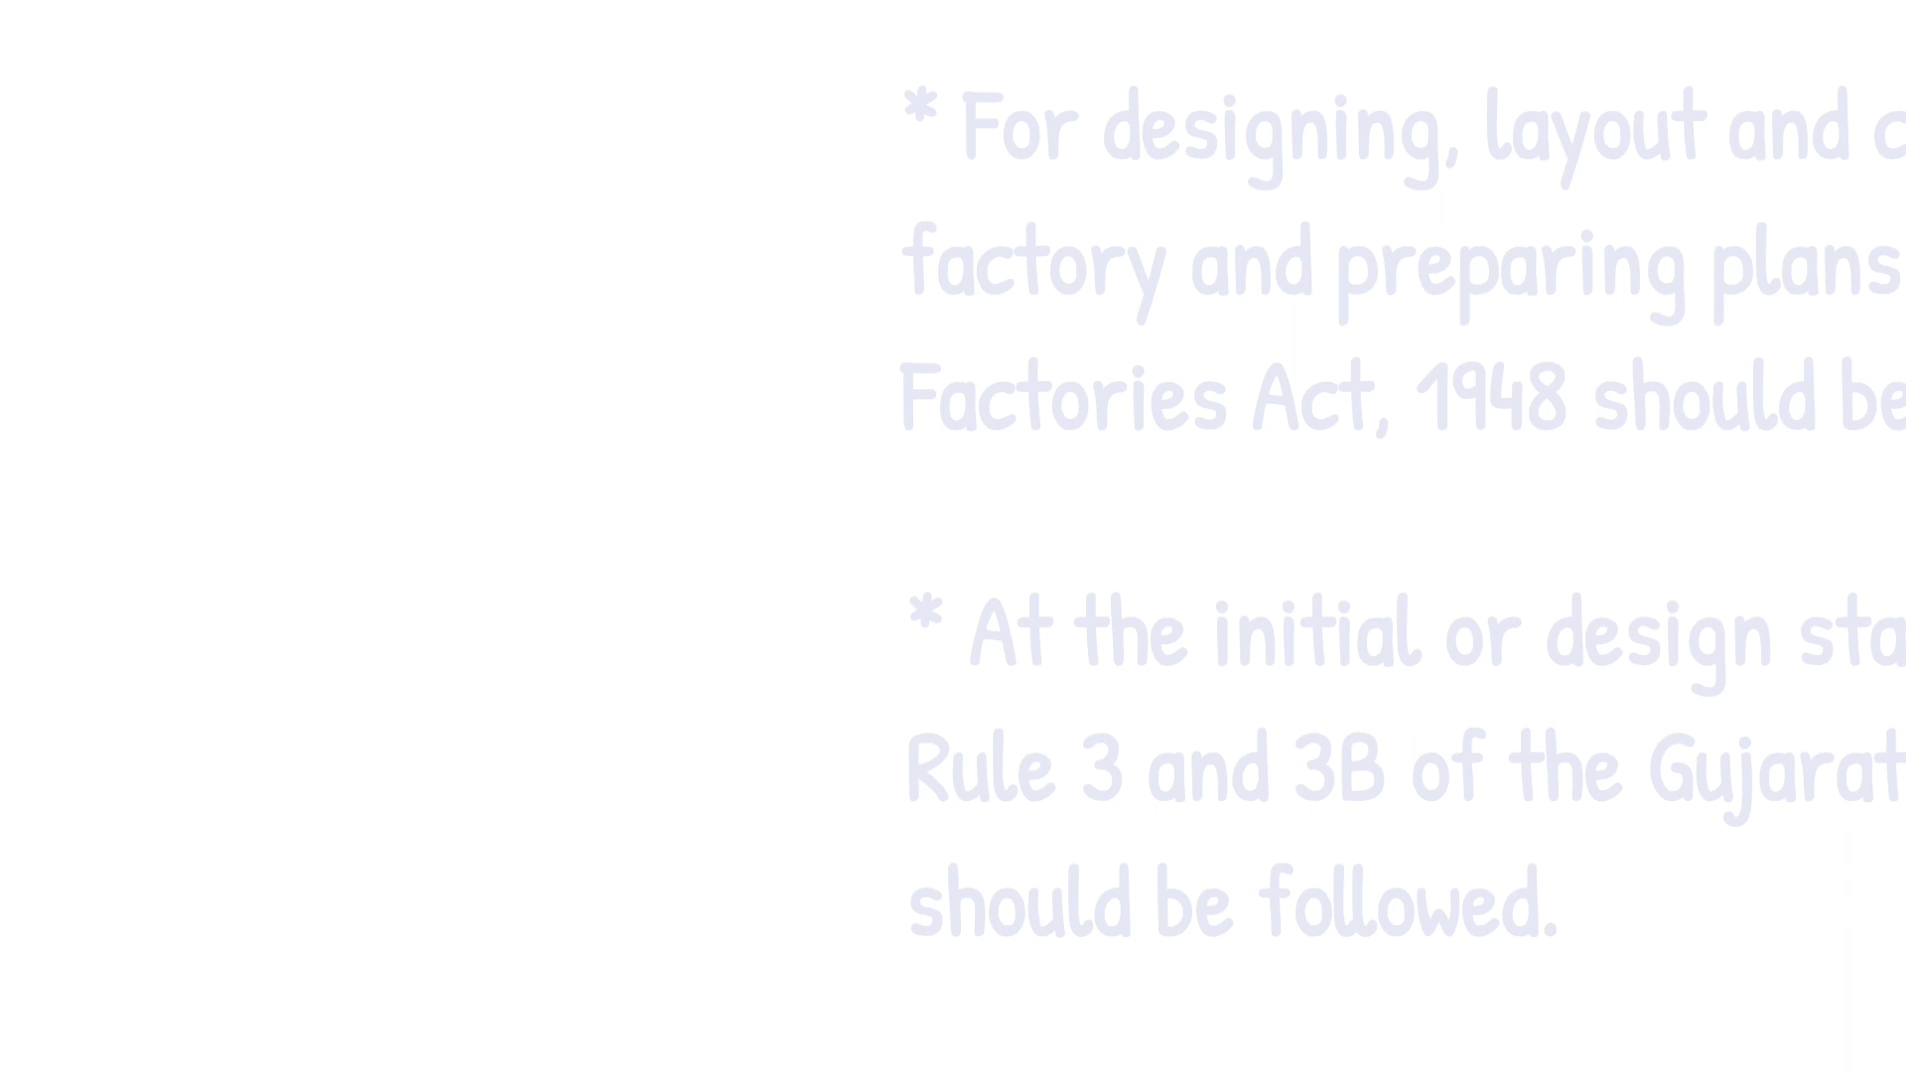 * For designing, layout and c
factory and preparing plans
Factories Act, 1948 should be
* At the initial or design sta
Rule 3 and 3B of the Gujarat
should be followed.